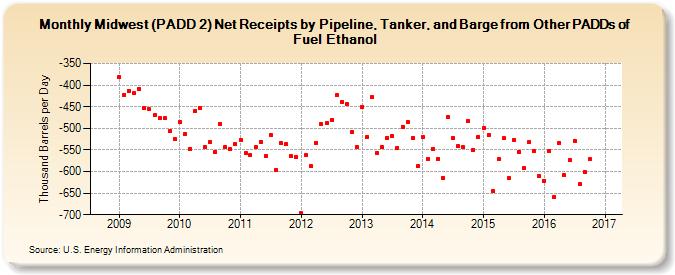 Monthly Midwest (PADD 2) Net Receipts by Pipeline, Tanker, and Barge from Other PADDs of
Fuel Ethanol
Thousand Barrels per Day
-350
-400
-450
-500
-550
-600
-650
-700
2009 2010 2011 2012 2013 2014 2015 2016 2017
Source: U.S. Energy Information Administration